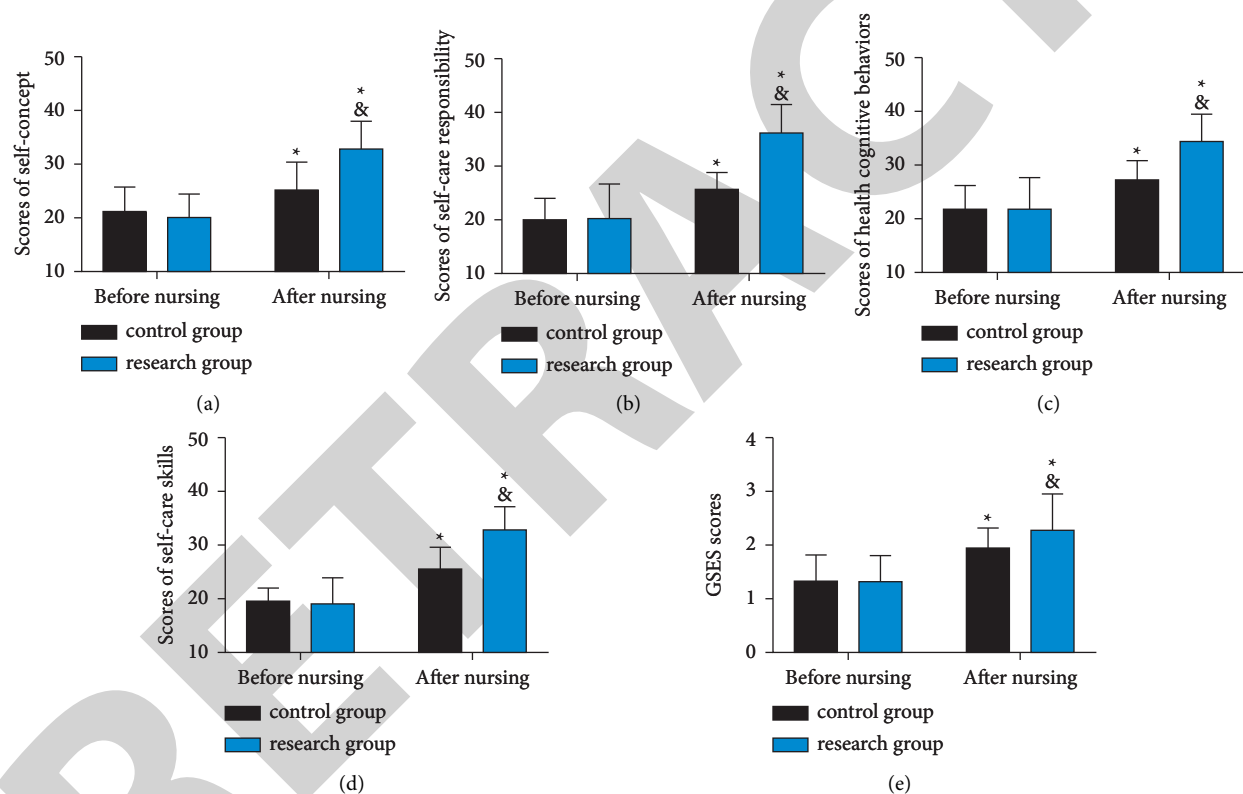 Scores of self-concept
50
40
30
20
10
*
*
&
Before nursing
After nursing
control group
research group
(a)
Scores of self-care responsibility
50
40
30
20
10
*
*
&
Before nursing
After nursing
control group
research group
(b)
Scores of health cognitive behaviors
50
40
30
20
10
*
*
&
Before nursing
After nursing
control group
research group
(c)
Scores of self-care skills
50
40
30
20
10
*
*
&
Before nursing
After nursing
control group
research group
(d)
GSES scores
4
3
2
1
0
*
*
&
Before nursing
After nursing
control group
research group
(e)
RETRACT